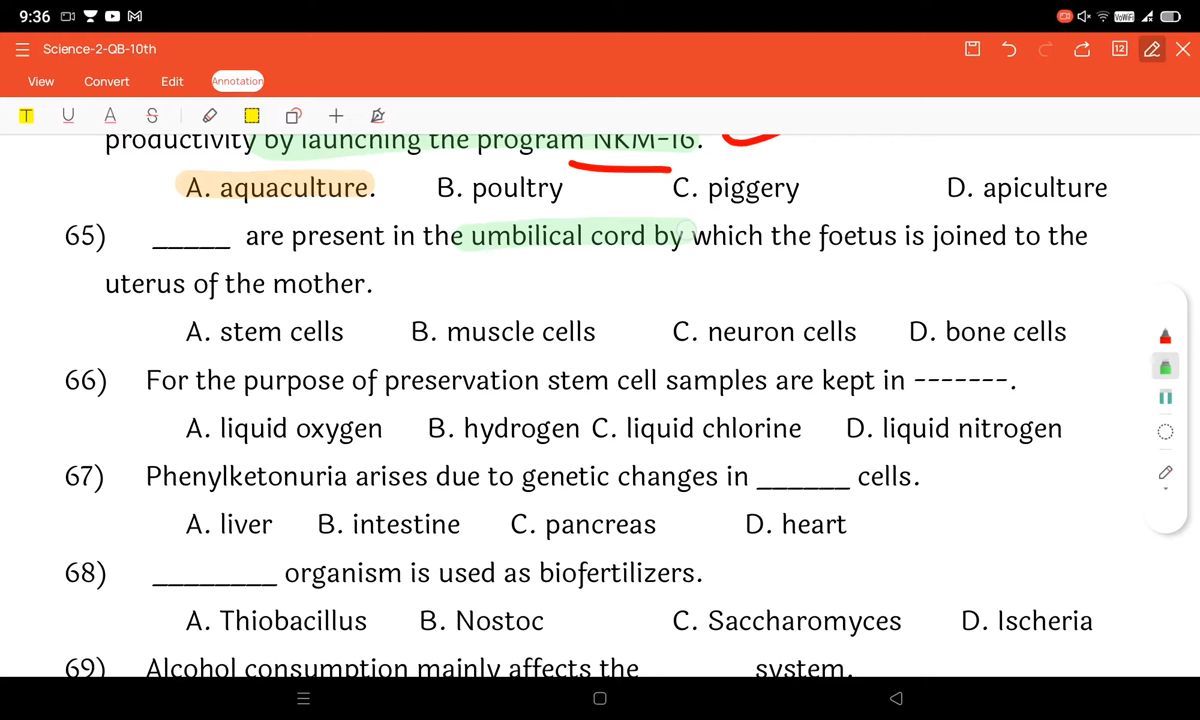 9:36
VoWiFi
Science-2-QB-10th
12
View Convert Edit Annotation
T U A S
productivity by launching the program NKM-16.
A. aquaculture. B. poultry C. piggery D. apiculture
65) _____ are present in the umbilical cord by which the foetus is joined to the
uterus of the mother.
A. stem cells B. muscle cells C. neuron cells D. bone cells
66) For the purpose of preservation stem cell samples are kept in -------.
A. liquid oxygen B. hydrogen C. liquid chlorine D. liquid nitrogen
67) Phenylketonuria arises due to genetic changes in ______ cells.
A. liver B. intestine C. pancreas D. heart
68) ________ organism is used as biofertilizers.
A. Thiobacillus B. Nostoc C. Saccharomyces D. Ischeria
69) Alcohol consumption mainly affects the _______ system.